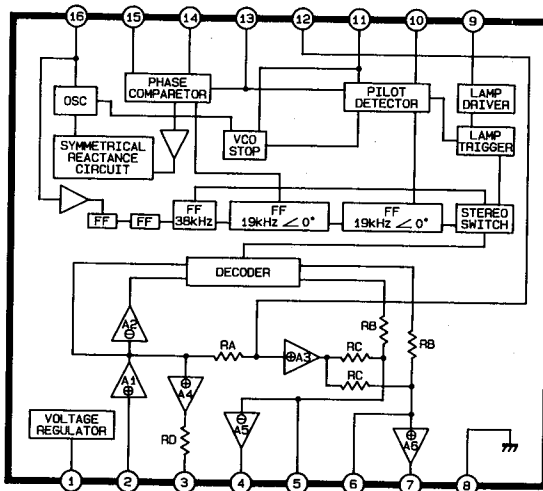 16 15 14 13 12 11 10 9
OSC
PHASE
COMPARETOR
VCO
STOP
PILOT
DETECTOR
LAMP
DRIVER
LAMP
TRIGGER
SYMMETRICAL
REACTANCE
CIRCUIT
FF
FF
FF
38kHz
FF
19kHz ∠0°
FF
19kHz ∠0°
STEREO
SWITCH
DECODER
A2
⊖
RA
⊕A3
RC
RC
RB
RB
A1
⊕
⊕
A4
RD
⊖
A5
⊕
A6
VOLTAGE
REGULATOR
1 2 3 4 5 6 7 8